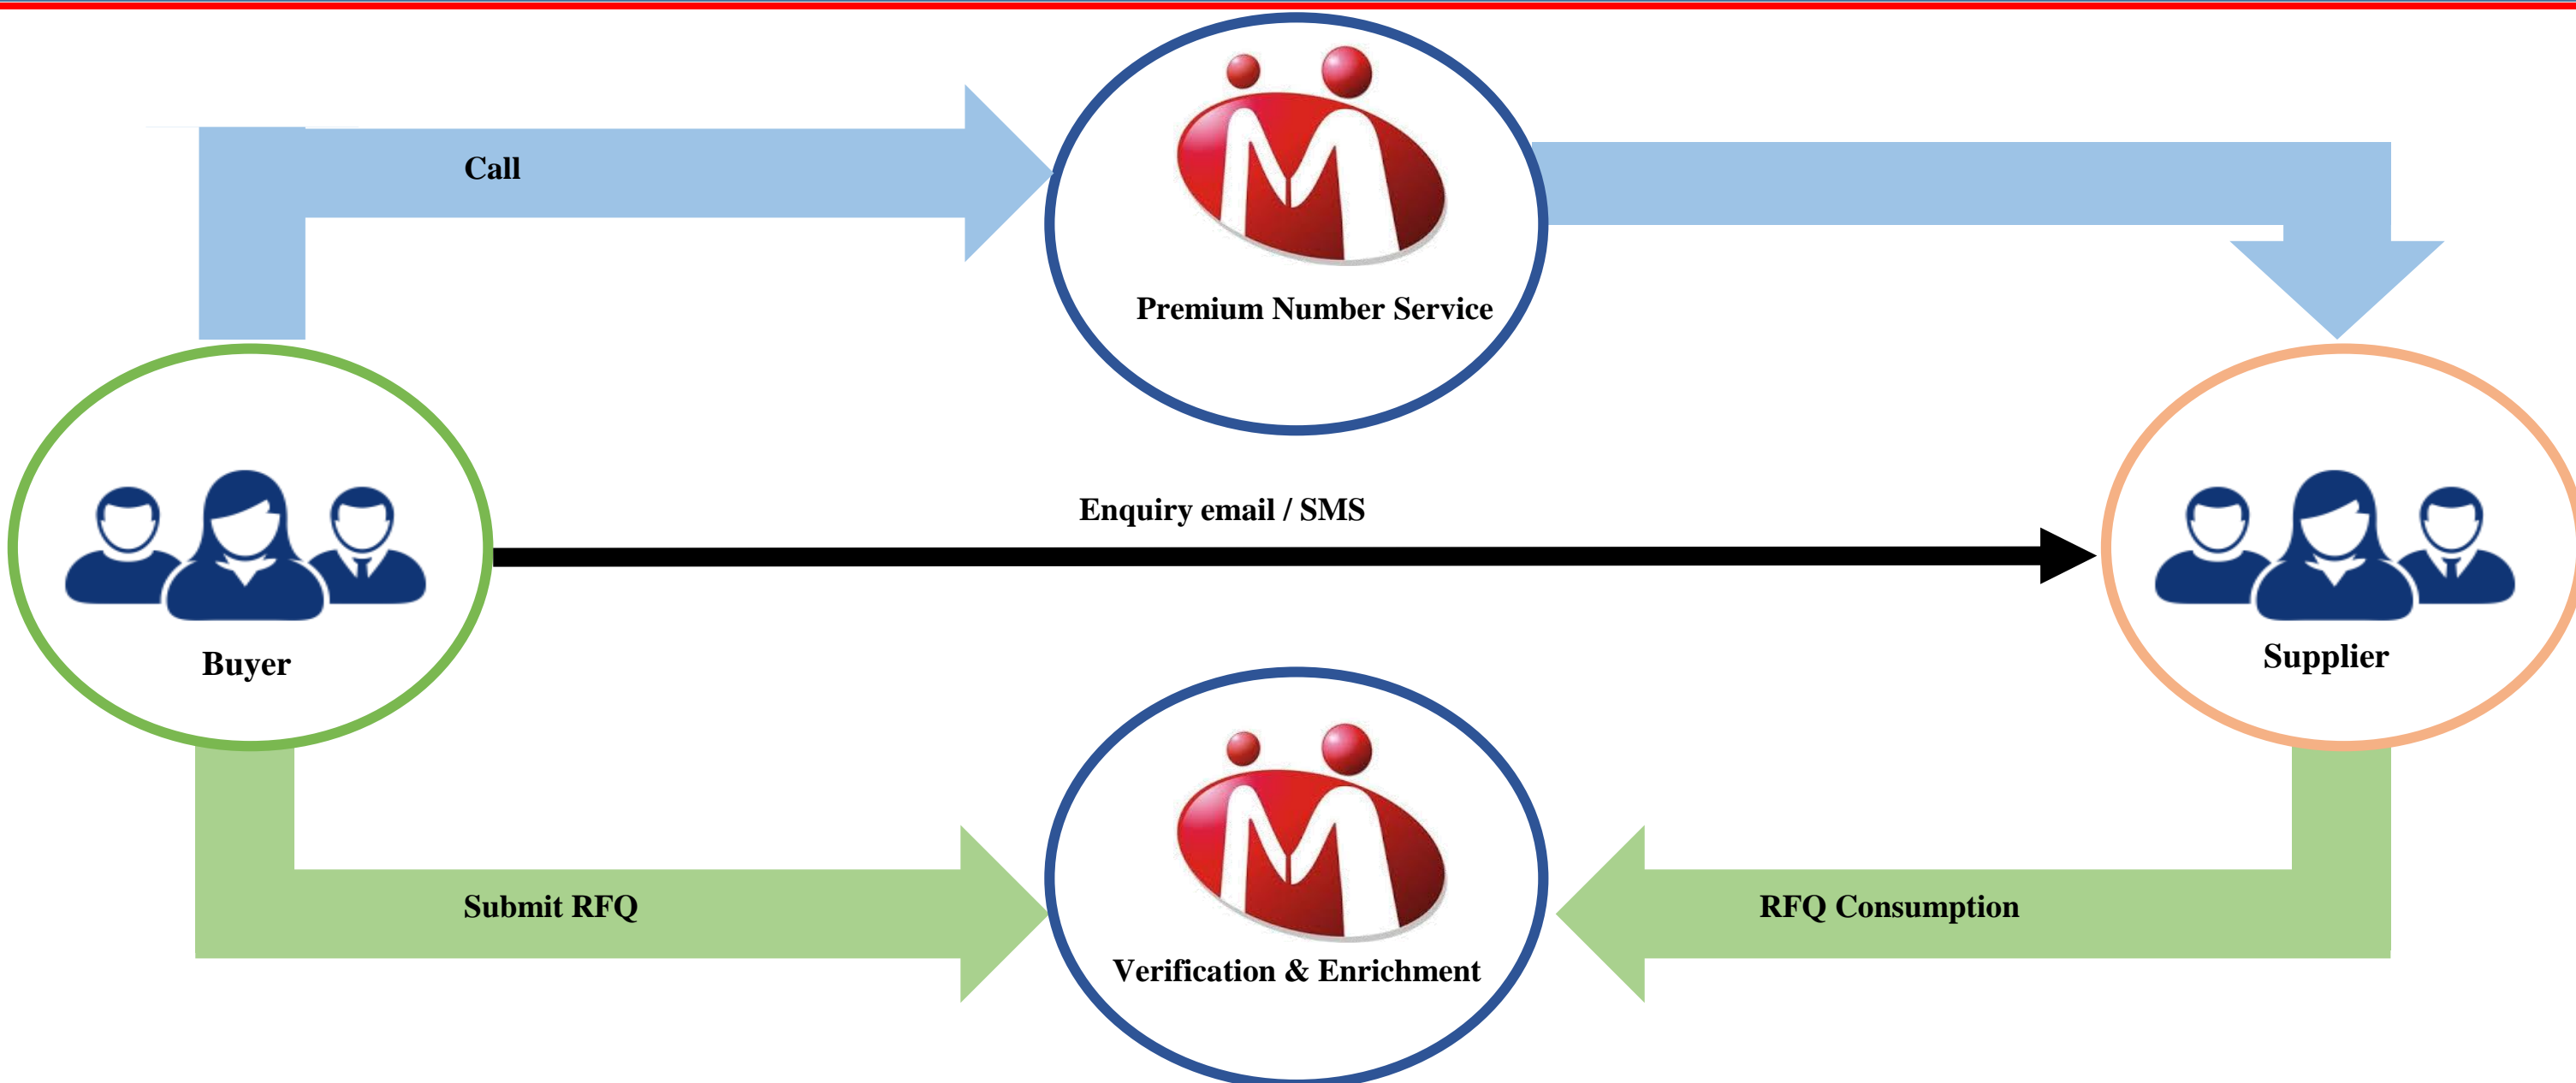 Call
Premium Number Service
Enquiry email / SMS
Buyer
Supplier
Submit RFQ
RFQ Consumption
Verification & Enrichment